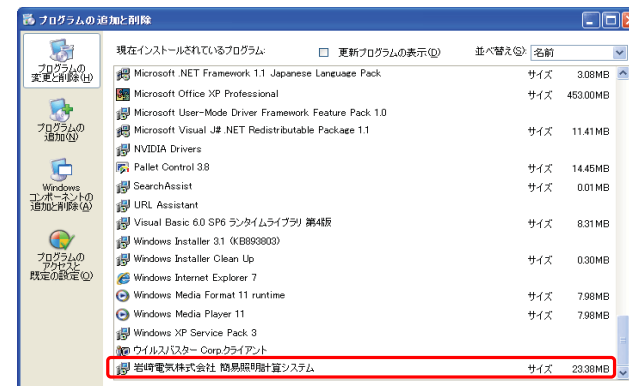 プログラムの追加と削除
プログラムの
変更と削除(H)
プログラムの
追加(N)
Windows
コンポーネントの
追加と削除(A)
プログラムの
アクセスと
既定の設定(O)
現在インストールされているプログラム:
更新プログラムの表示(D)
並べ替え(S): 名前
Microsoft .NET Framework 1.1 Japanese Language Pack サイズ 3.08MB
Microsoft Office XP Professional サイズ 453.00MB
Microsoft User-Mode Driver Framework Feature Pack 1.0
Microsoft Visual J# .NET Redistributable Package 1.1 サイズ 11.41MB
NVIDIA Drivers
Pallet Control 3.8 サイズ 14.45MB
SearchAssist サイズ 0.01MB
URL Assistant
Visual Basic 6.0 SP6 ランタイムライブラリ 第4版 サイズ 8.31MB
Windows Installer 3.1 (KB893803)
Windows Installer Clean Up サイズ 0.30MB
Windows Internet Explorer 7
Windows Media Format 11 runtime サイズ 7.98MB
Windows Media Player 11 サイズ 7.98MB
Windows XP Service Pack 3
ウイルスバスター Corp.クライアント
岩崎電気株式会社 簡易照明計算システム サイズ 23.38MB